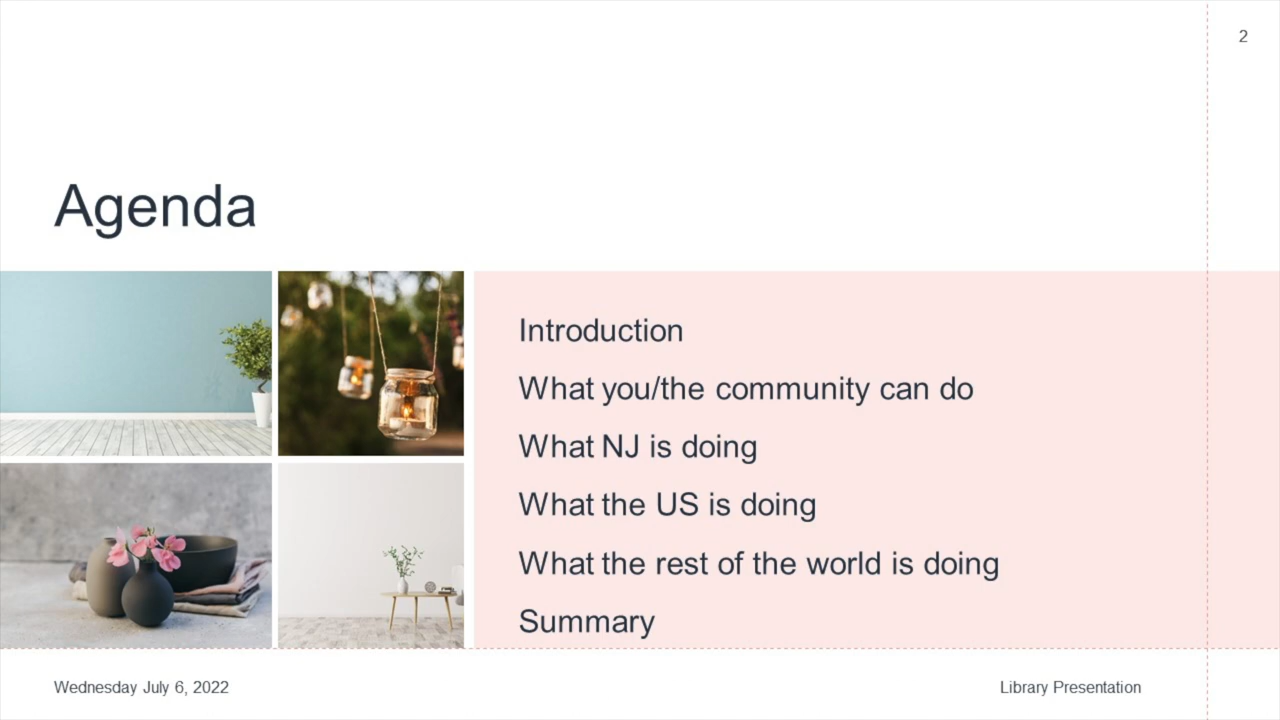 2
Agenda
Introduction
What you/the community can do
What NJ is doing
What the US is doing
What the rest of the world is doing
Summary
Wednesday July 6, 2022
Library Presentation